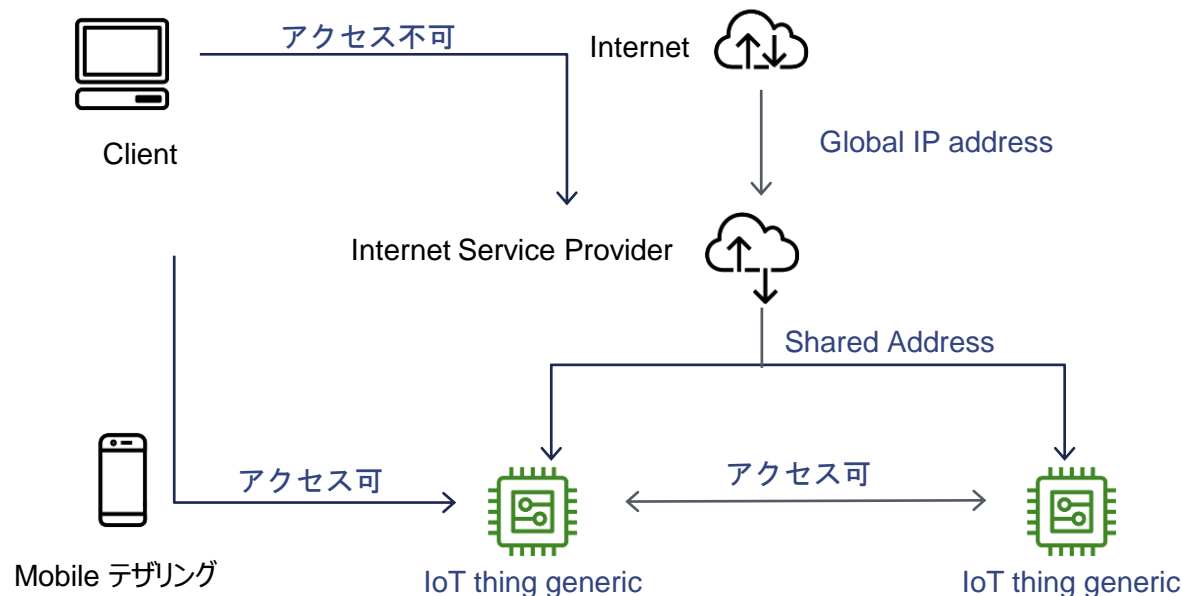 アクセス不可
Internet
Client
Global IP address
Internet Service Provider
Shared Address
アクセス可
アクセス可
Mobile テザリング
IoT thing generic
IoT thing generic